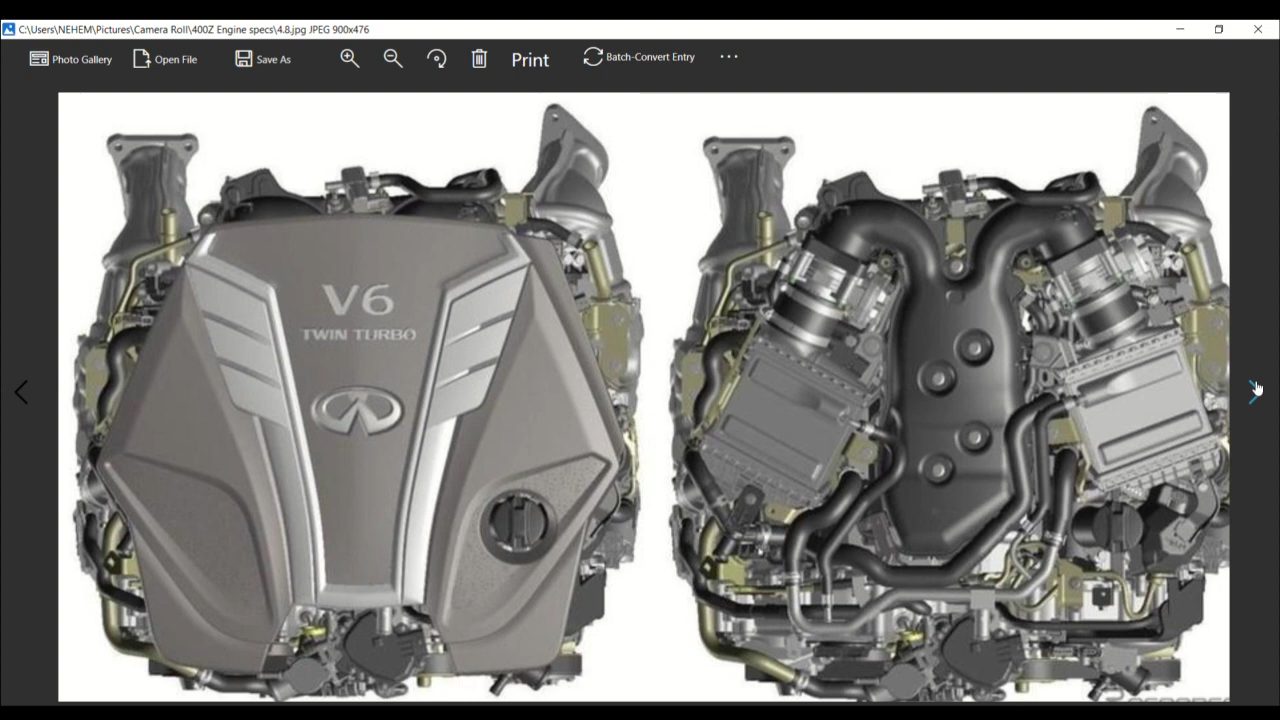 C:\Users\NEHEM\Pictures\Camera Roll\400Z Engine specs\4.8.jpg JPEG 900x476
Photo Gallery Open File Save As Print Batch-Convert Entry
V6
TWIN TURBO